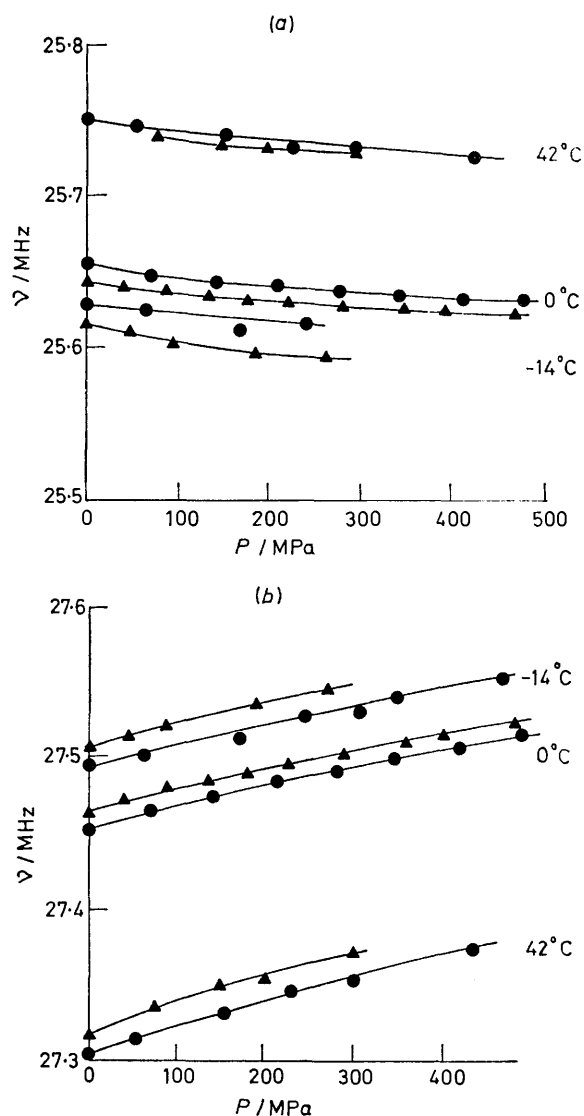 (a)
25·8
25·7
25·6
25·5
ν / MHz
42°C
0°C
-14°C
0 100 200 300 400 500
P / MPa
(b)
27·6
27·5
27·4
27·3
ν / MHz
-14°C
0°C
42°C
0 100 200 300 400
P / MPa